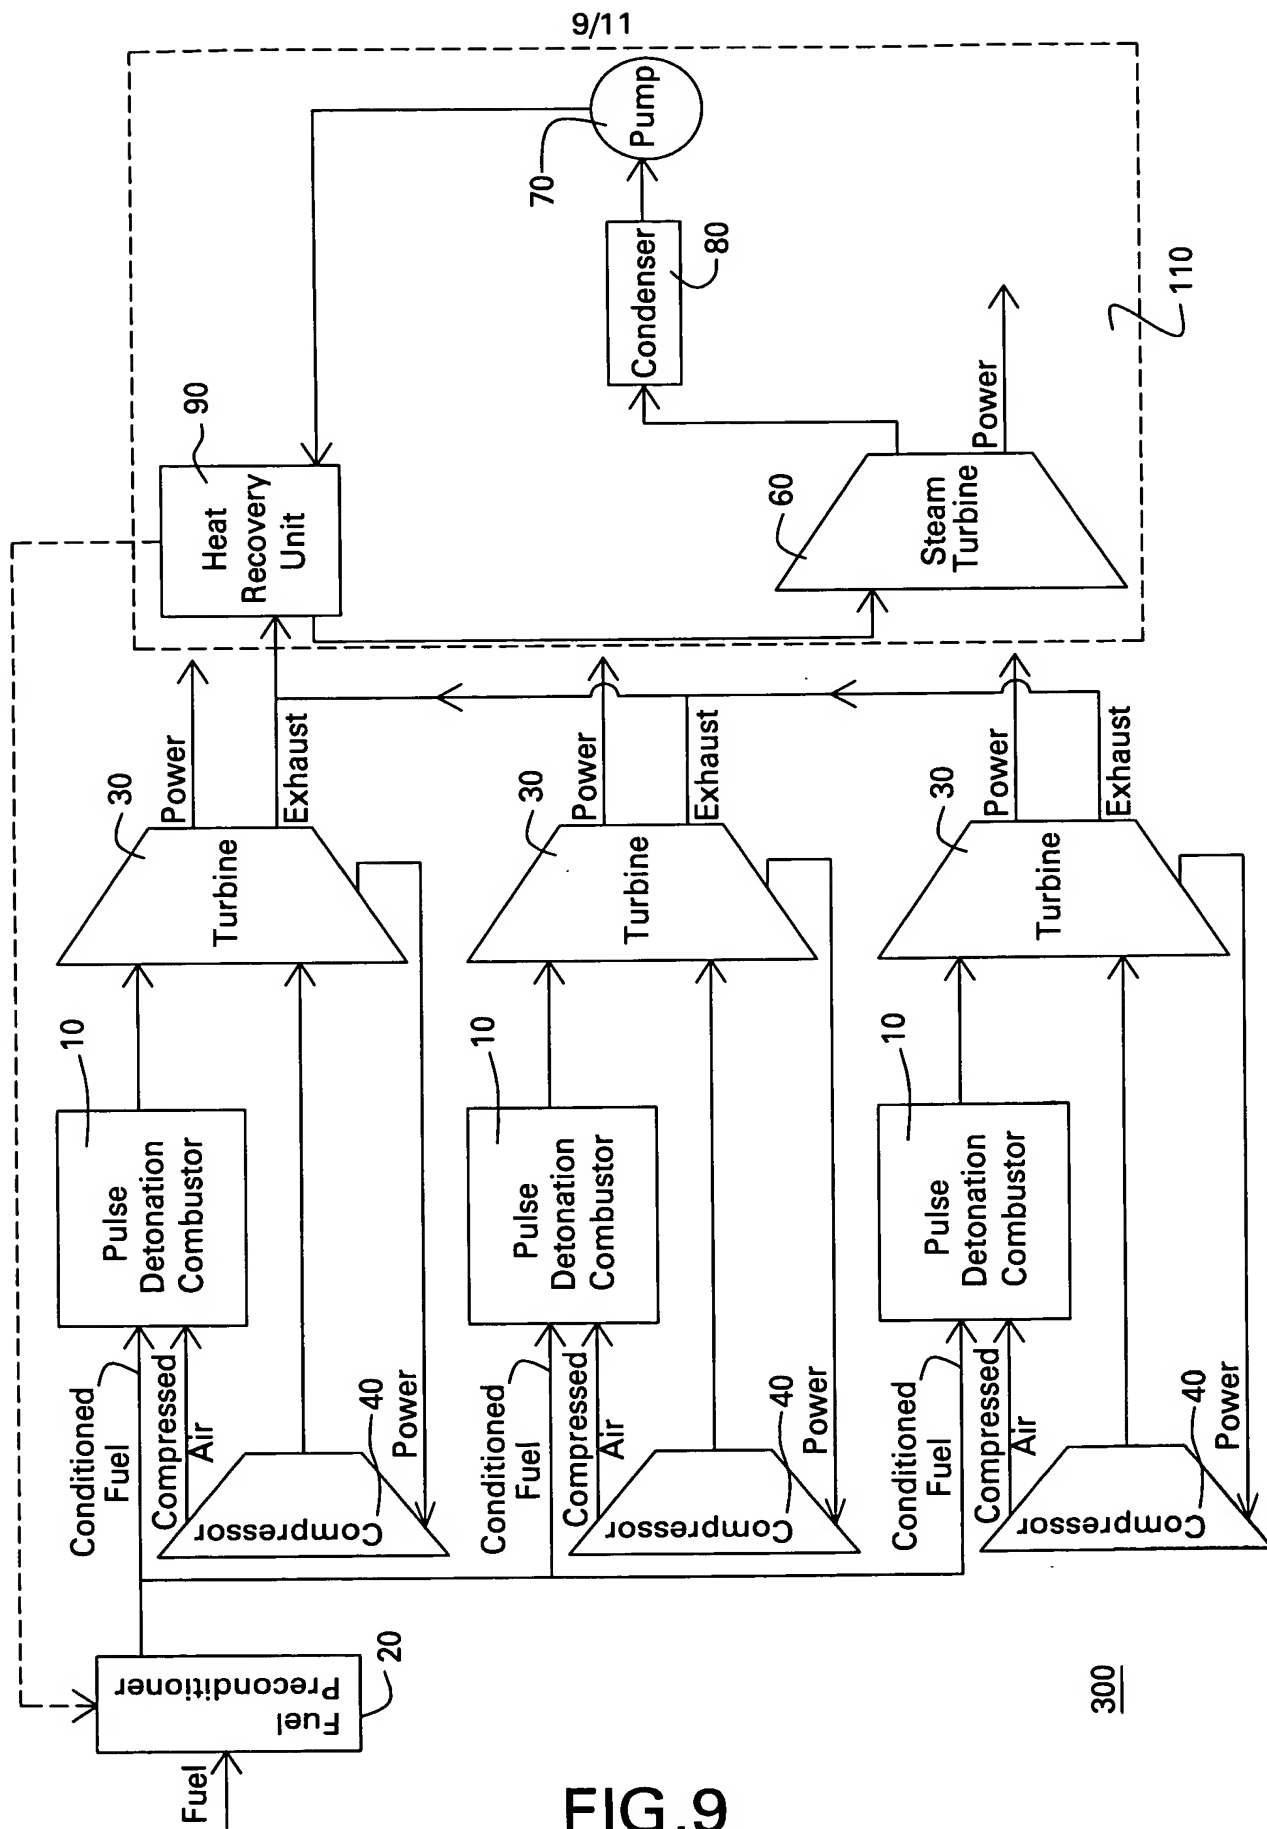 9/11
Fuel
Fuel
Preconditioner
20
Conditioned
Fuel
Compressed
Air
Compressor
40
Power
Pulse
Detonation
Combustor
10
Turbine
30
Power
Exhaust
Conditioned
Fuel
Compressed
Air
Compressor
40
Power
Pulse
Detonation
Combustor
10
Turbine
30
Power
Exhaust
Conditioned
Fuel
Compressed
Air
Compressor
40
Power
Pulse
Detonation
Combustor
10
Turbine
30
Power
Exhaust
Heat
Recovery
Unit
90
Steam
Turbine
60
Power
Condenser
80
Pump
70
110
300
FIG.9